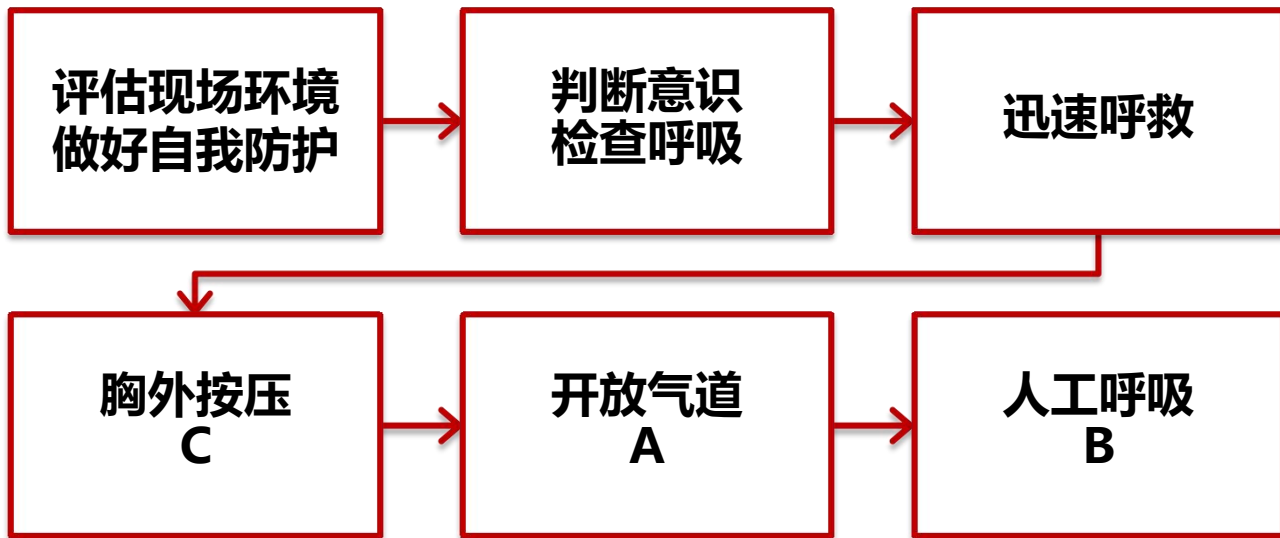 评估现场环境
做好自我防护
判断意识
检查呼吸
迅速呼救
胸外按压
C
开放气道
A
人工呼吸
B